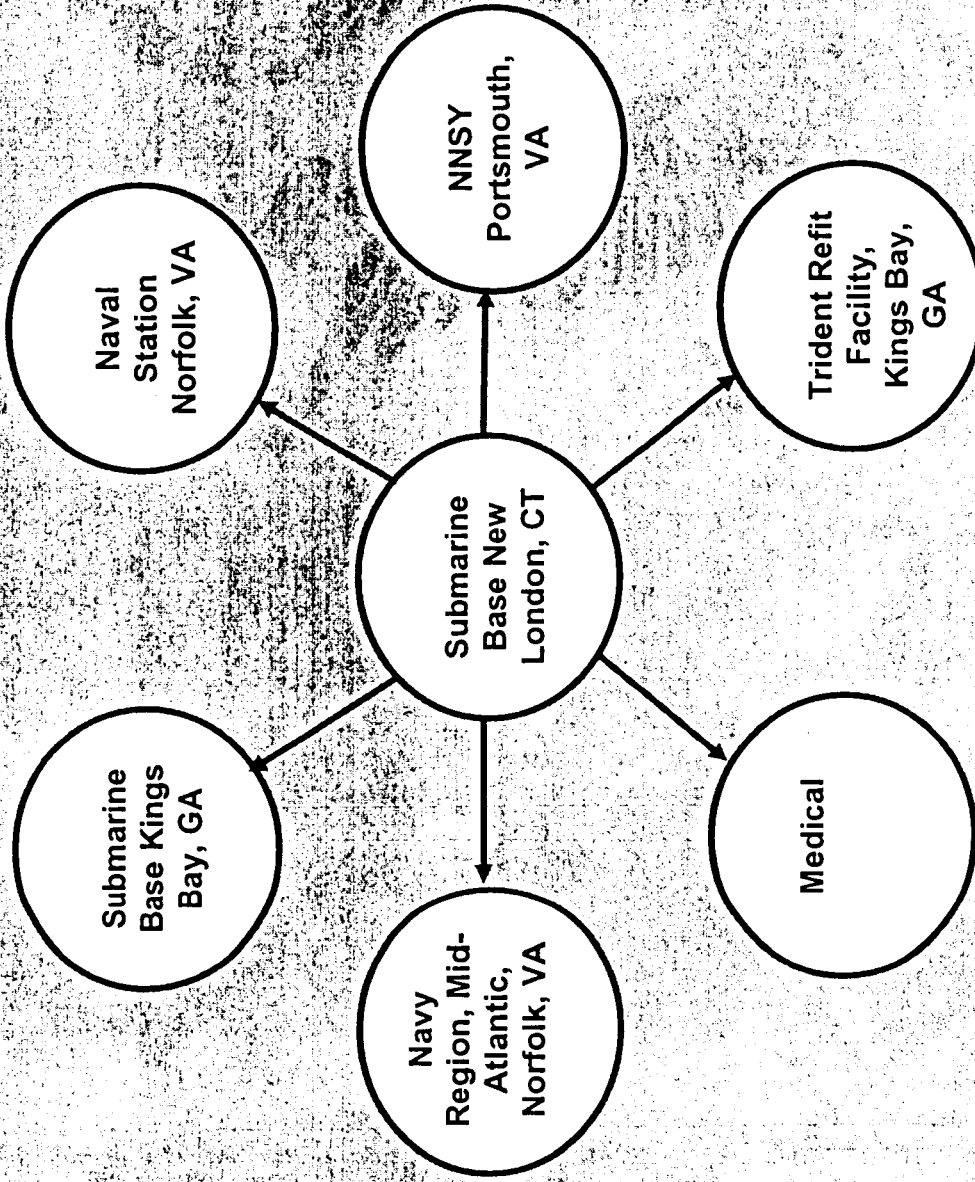 Submarine
Base Kings
Bay, GA
Naval
Station
Norfolk, VA
Navy
Region, Mid-
Atlantic,
Norfolk, VA
Submarine
Base New
London, CT
NNSY
Portsmouth,
VA
Medical
Trident Refit
Facility,
Kings Bay,
GA